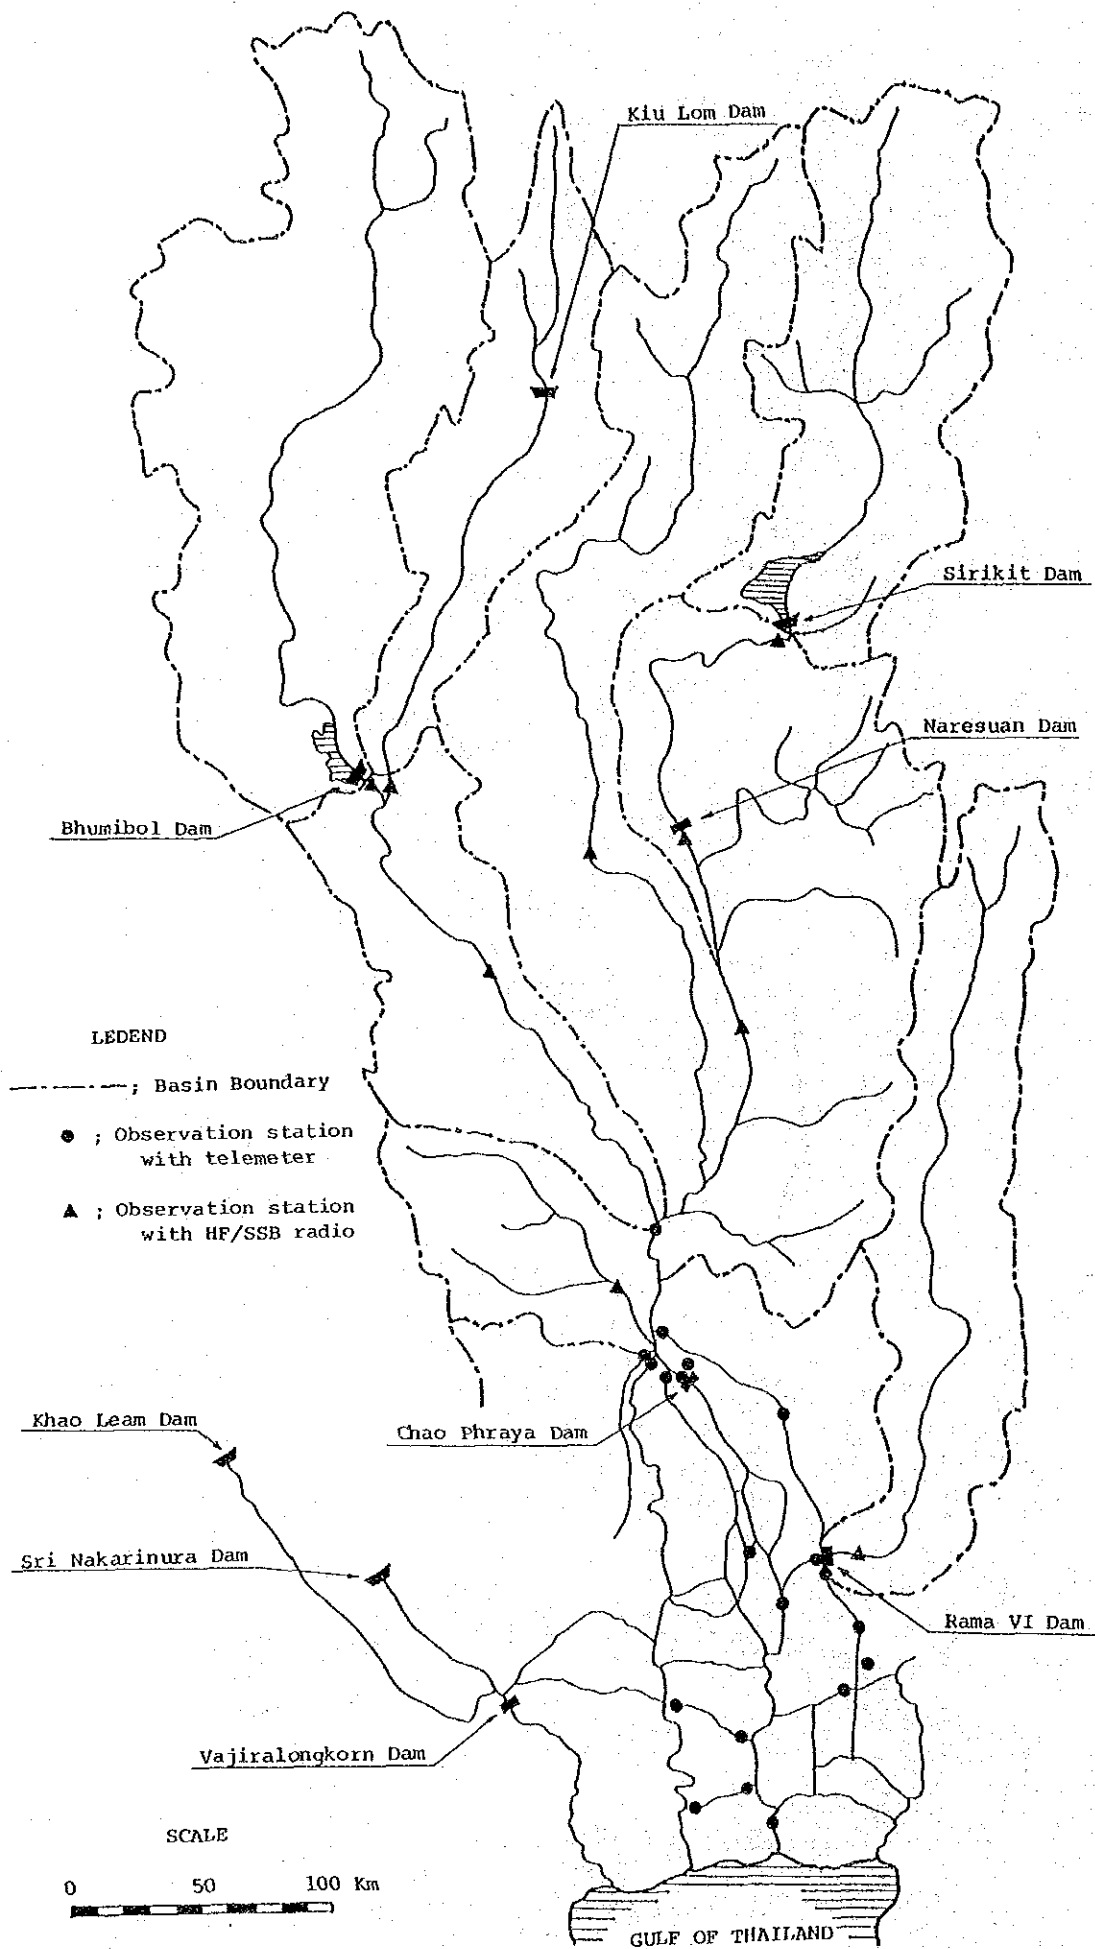 Kiu Lom Dam
Sirikit Dam
Naresuan Dam
Bhumibol Dam
LEDEND
; Basin Boundary
; Observation station
with telemeter
; Observation station
with HF/SSB radio
Khao Leam Dam
Chao Phraya Dam
Sri Nakarinura Dam
Rama VI Dam
Vajiralongkorn Dam
SCALE
0 50 100 Km
GULF OF THAILAND